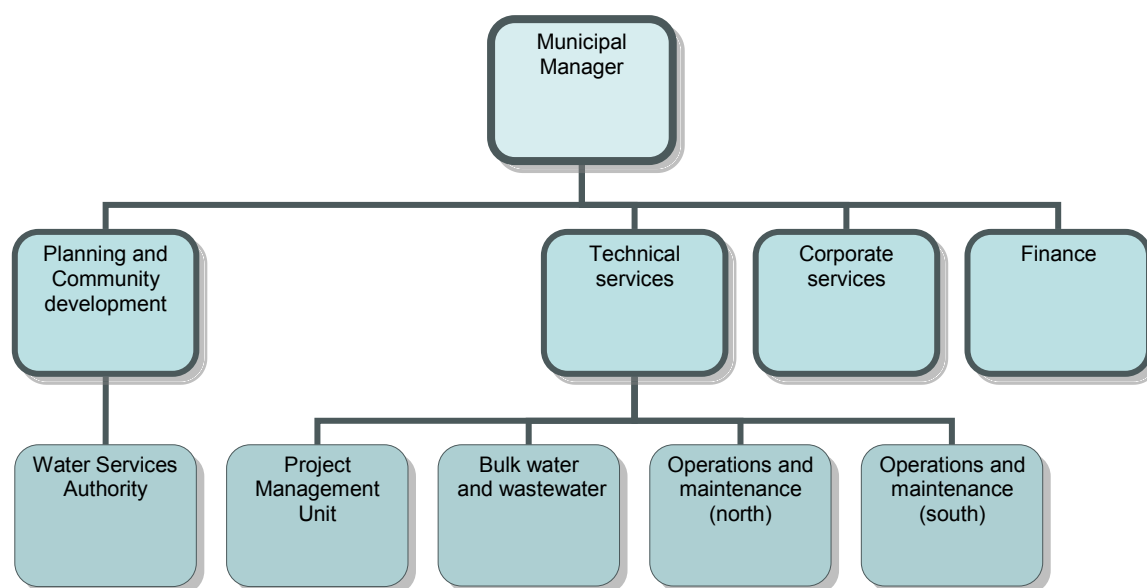 Municipal
Manager
Planning and
Community
development
Technical
services
Corporate
services
Finance
Water Services
Authority
Project
Management
Unit
Bulk water
and wastewater
Operations and
maintenance
(north)
Operations and
maintenance
(south)